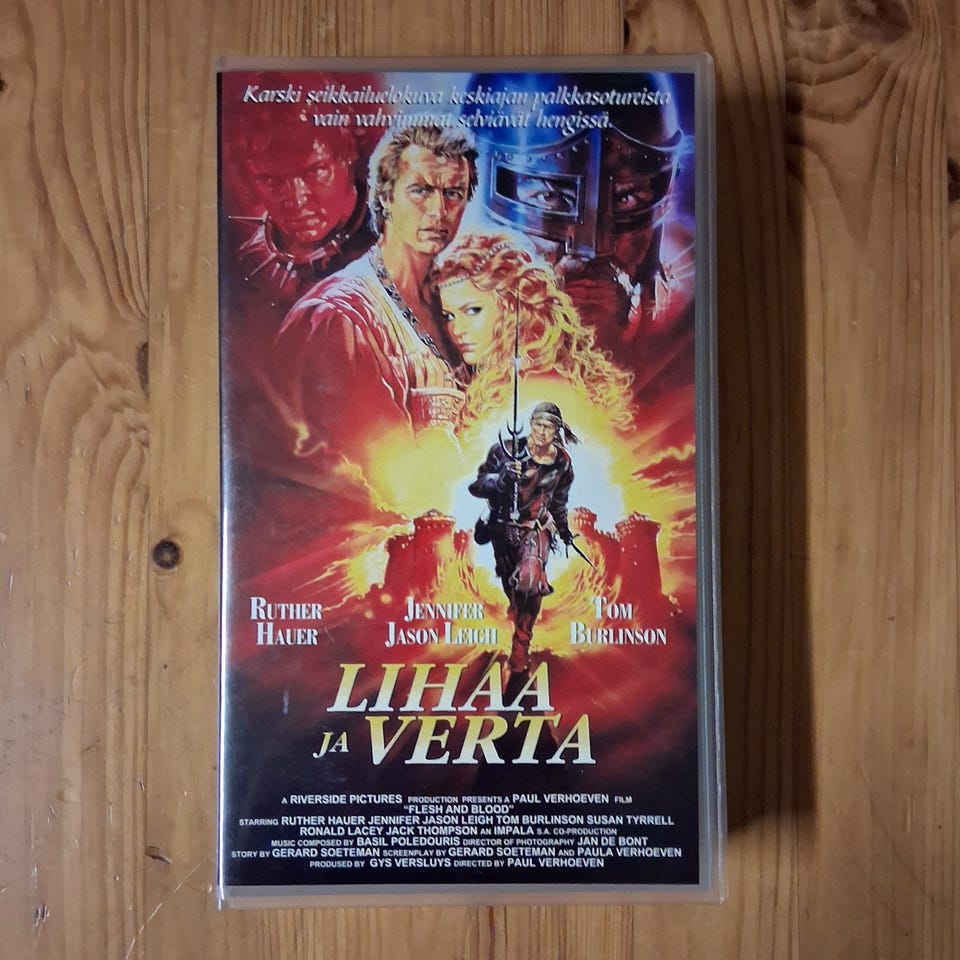 Karski seikkailuelokuva keskiajan palkkasotureista
vain vahvimmat selviävät hengissä.
RUTHER HAUER
JENNIFER JASON LEIGH
TOM BURLINSON
LIHAA
JA VERTA
A RIVERSIDE PICTURES PRODUCTION PRESENTS A PAUL VERHOEVEN FILM
"FLESH AND BLOOD"
STARRING RUTHER HAUER JENNIFER JASON LEIGH TOM BURLINSON SUSAN TYRRELL
RONALD LACEY JACK THOMPSON AN IMPALA S.A. CO-PRODUCTION
MUSIC COMPOSED BY BASIL POLEDOURIS DIRECTOR OF PHOTOGRAPHY JAN DE BONT
STORY BY GERARD SOETEMAN SCREENPLAY BY GERARD SOETEMAN AND PAULA VERHOEVEN
PRODUSED BY GYS VERSLUYS DIRECTED BY PAUL VERHOEVEN